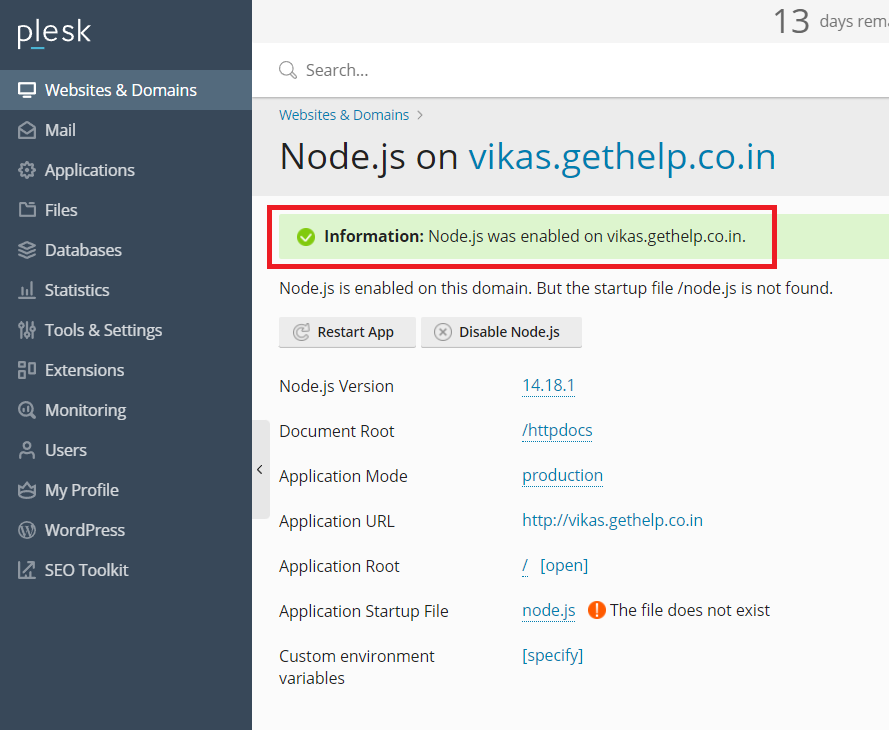 plesk
13 days rema
Websites & Domains
Mail
Applications
Files
Databases
Statistics
Tools & Settings
Extensions
Monitoring
Users
My Profile
WordPress
SEO Toolkit
Search...
Websites & Domains >
Node.js on vikas.gethelp.co.in
Information: Node.js was enabled on vikas.gethelp.co.in.
Node.js is enabled on this domain. But the startup file /node.js is not found.
Restart App Disable Node.js
Node.js Version 14.18.1
Document Root /httpdocs
Application Mode production
Application URL http://vikas.gethelp.co.in
Application Root / [open]
Application Startup File node.js The file does not exist
Custom environment [specify]
variables